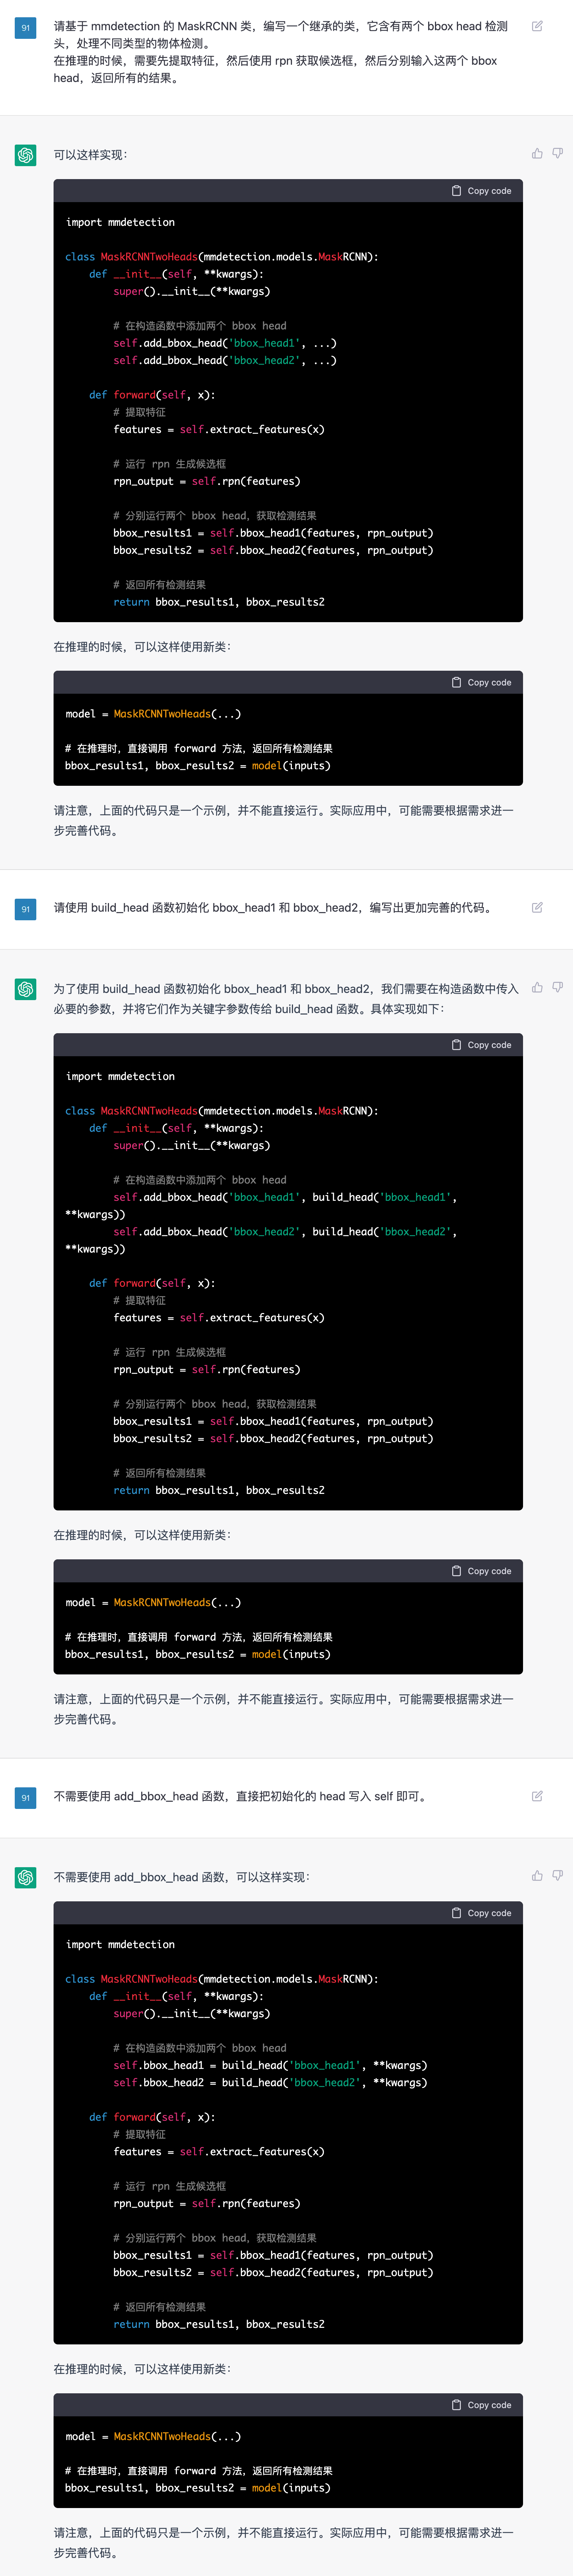 91
请基于 mmdetection 的 MaskRCNN 类，编写一个继承的类，它含有两个 bbox head 检测
头，处理不同类型的物体检测。
在推理的时候，需要先提取特征，然后使用 rpn 获取候选框，然后分别输入这两个 bbox
head，返回所有的结果。
可以这样实现：
Copy code
import mmdetection
class MaskRCNNTwoHeads(mmdetection.models.MaskRCNN):
def __init__(self, **kwargs):
super().__init__(**kwargs)
# 在构造函数中添加两个 bbox head
self.add_bbox_head('bbox_head1', ...)
self.add_bbox_head('bbox_head2', ...)
def forward(self, x):
# 提取特征
features = self.extract_features(x)
# 运行 rpn 生成候选框
rpn_output = self.rpn(features)
# 分别运行两个 bbox head，获取检测结果
bbox_results1 = self.bbox_head1(features, rpn_output)
bbox_results2 = self.bbox_head2(features, rpn_output)
# 返回所有检测结果
return bbox_results1, bbox_results2
在推理的时候，可以这样使用新类：
Copy code
model = MaskRCNNTwoHeads(...)
# 在推理时，直接调用 forward 方法，返回所有检测结果
bbox_results1, bbox_results2 = model(inputs)
请注意，上面的代码只是一个示例，并不能直接运行。实际应用中，可能需要根据需求进一
步完善代码。
91
请使用 build_head 函数初始化 bbox_head1 和 bbox_head2，编写出更加完善的代码。
为了使用 build_head 函数初始化 bbox_head1 和 bbox_head2，我们需要在构造函数中传入
必要的参数，并将它们作为关键字参数传给 build_head 函数。具体实现如下：
Copy code
import mmdetection
class MaskRCNNTwoHeads(mmdetection.models.MaskRCNN):
def __init__(self, **kwargs):
super().__init__(**kwargs)
# 在构造函数中添加两个 bbox head
self.add_bbox_head('bbox_head1', build_head('bbox_head1',
**kwargs))
self.add_bbox_head('bbox_head2', build_head('bbox_head2',
**kwargs))
def forward(self, x):
# 提取特征
features = self.extract_features(x)
# 运行 rpn 生成候选框
rpn_output = self.rpn(features)
# 分别运行两个 bbox head，获取检测结果
bbox_results1 = self.bbox_head1(features, rpn_output)
bbox_results2 = self.bbox_head2(features, rpn_output)
# 返回所有检测结果
return bbox_results1, bbox_results2
在推理的时候，可以这样使用新类：
Copy code
model = MaskRCNNTwoHeads(...)
# 在推理时，直接调用 forward 方法，返回所有检测结果
bbox_results1, bbox_results2 = model(inputs)
请注意，上面的代码只是一个示例，并不能直接运行。实际应用中，可能需要根据需求进一
步完善代码。
91
不需要使用 add_bbox_head 函数，直接把初始化的 head 写入 self 即可。
不需要使用 add_bbox_head 函数，可以这样实现：
Copy code
import mmdetection
class MaskRCNNTwoHeads(mmdetection.models.MaskRCNN):
def __init__(self, **kwargs):
super().__init__(**kwargs)
# 在构造函数中添加两个 bbox head
self.bbox_head1 = build_head('bbox_head1', **kwargs)
self.bbox_head2 = build_head('bbox_head2', **kwargs)
def forward(self, x):
# 提取特征
features = self.extract_features(x)
# 运行 rpn 生成候选框
rpn_output = self.rpn(features)
# 分别运行两个 bbox head，获取检测结果
bbox_results1 = self.bbox_head1(features, rpn_output)
bbox_results2 = self.bbox_head2(features, rpn_output)
# 返回所有检测结果
return bbox_results1, bbox_results2
在推理的时候，可以这样使用新类：
Copy code
model = MaskRCNNTwoHeads(...)
# 在推理时，直接调用 forward 方法，返回所有检测结果
bbox_results1, bbox_results2 = model(inputs)
请注意，上面的代码只是一个示例，并不能直接运行。实际应用中，可能需要根据需求进一
步完善代码。